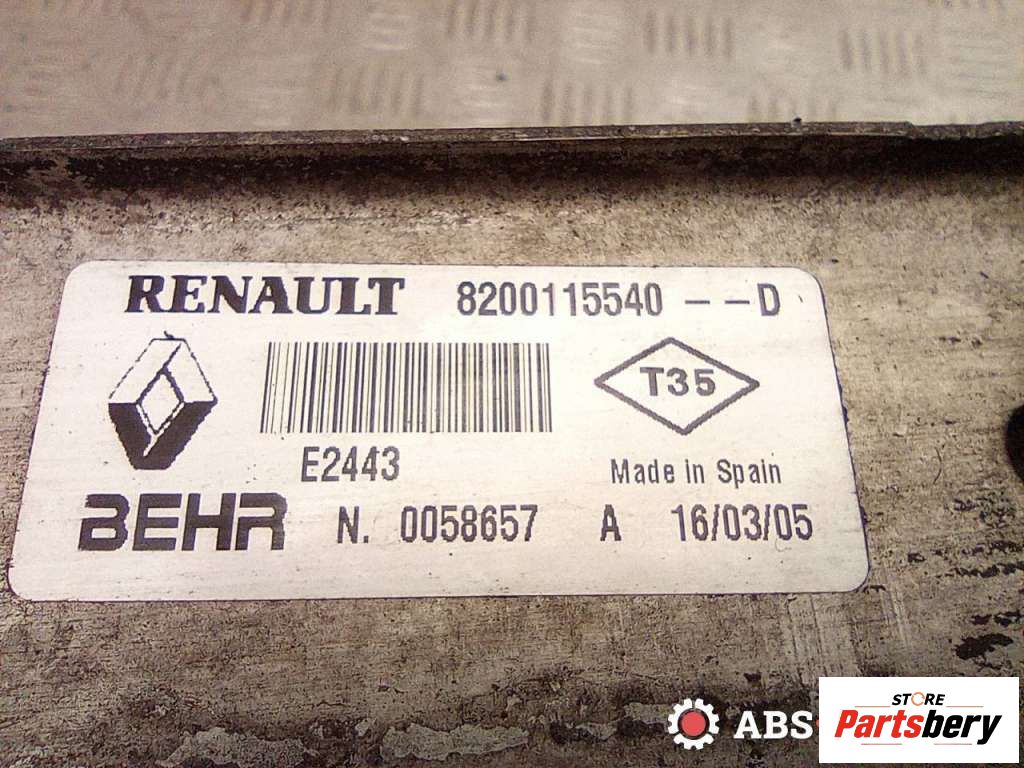 RENAULT 8200115540 -- D
T35
E2443
Made in Spain
BEHR N. 0058657 A 16/03/05
ABS
STORE
Partsbery